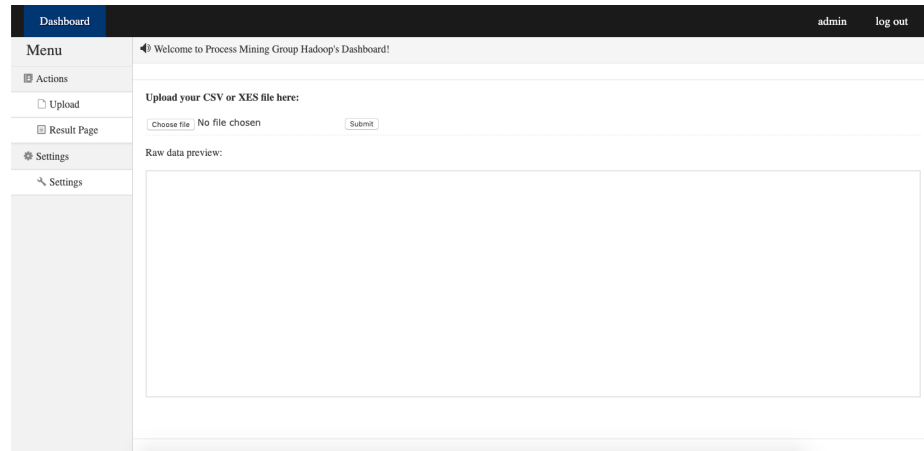 Dashboard
admin
log out
Menu
Welcome to Process Mining Group Hadoop's Dashboard!
Actions
Upload
Result Page
Settings
Settings
Upload your CSV or XES file here:
Choose file No file chosen
Submit
Raw data preview: